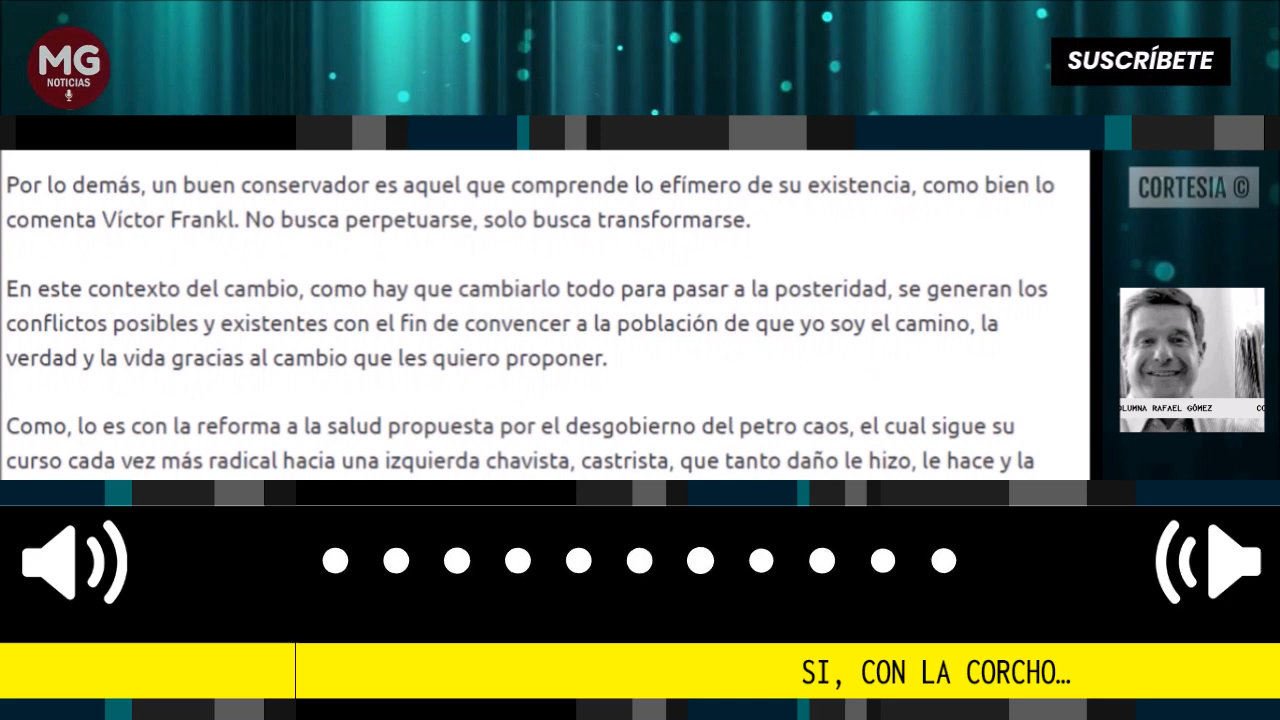 MG
NOTICIAS
SUSCRÍBETE
Por lo demás, un buen conservador es aquel que comprende lo efímero de su existencia, como bien lo
comenta Víctor Frankl. No busca perpetuarse, solo busca transformarse.
En este contexto del cambio, como hay que cambiarlo todo para pasar a la posteridad, se generan los
conflictos posibles y existentes con el fin de convencer a la población de que yo soy el camino, la
verdad y la vida gracias al cambio que les quiero proponer.
Como, lo es con la reforma a la salud propuesta por el desgobierno del petro caos, el cual sigue su
curso cada vez más radical hacia una izquierda chavista, castrista, que tanto daño le hizo, le hace y la
CORTESIA ©
OLUMNA RAFAEL GÓMEZ CO
SI, CON LA CORCHO…